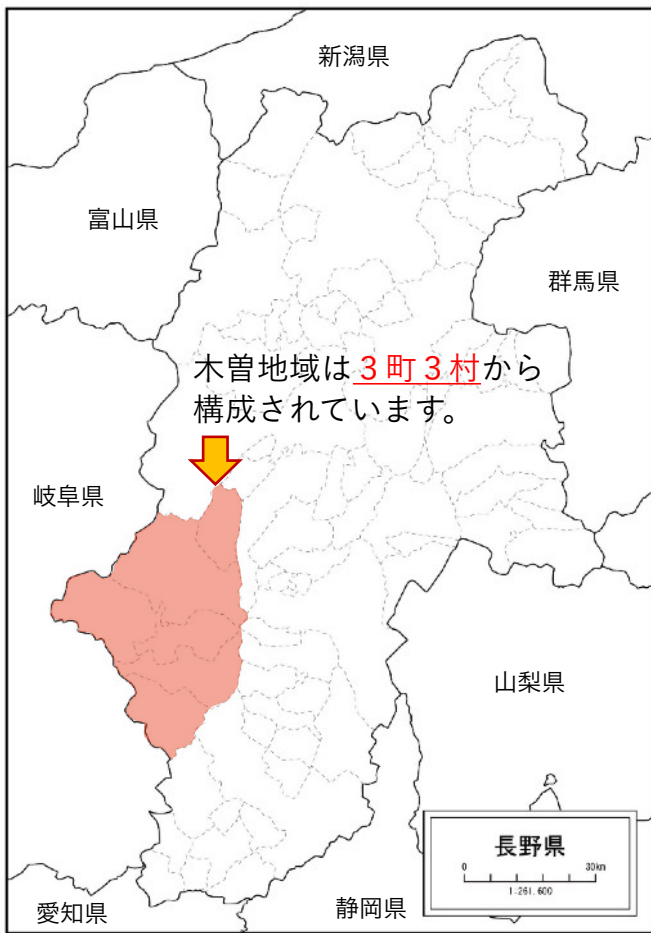 新潟県
富山県
群馬県
木曽地域は３町３村から
構成されています。
岐阜県
山梨県
長野県
0 30km
1:261,600
愛知県
静岡県